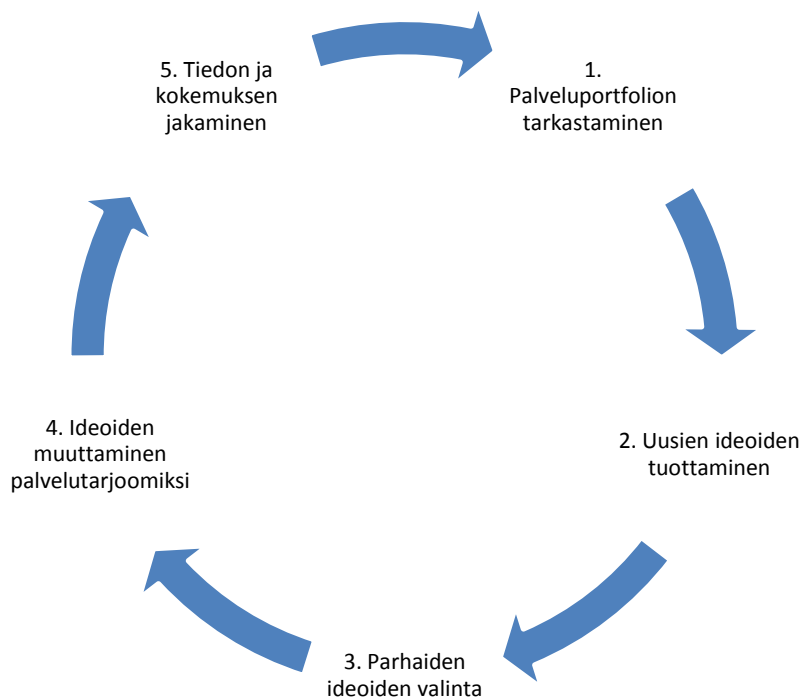 1.
Palveluportfolion
tarkastaminen
2. Uusien ideoiden
tuottaminen
3. Parhaiden
ideoiden valinta
4. Ideoiden
muuttaminen
palvelutarjoomiksi
5. Tiedon ja
kokemuksen
jakaminen